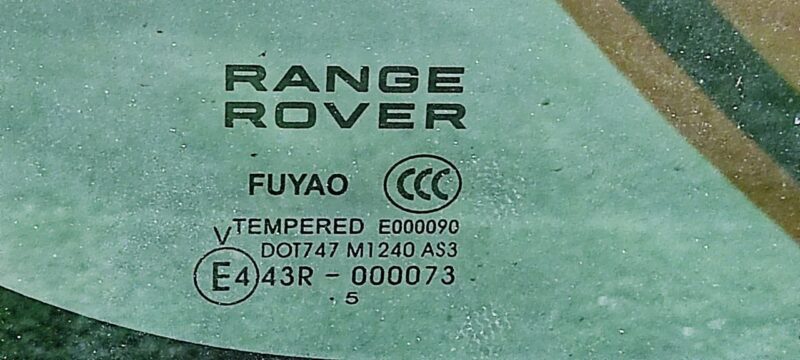 RANGE
ROVER
FUYAO CCC
TEMPERED E000090
V DOT747 M1240 AS3
E4 43R - 000073
. 5